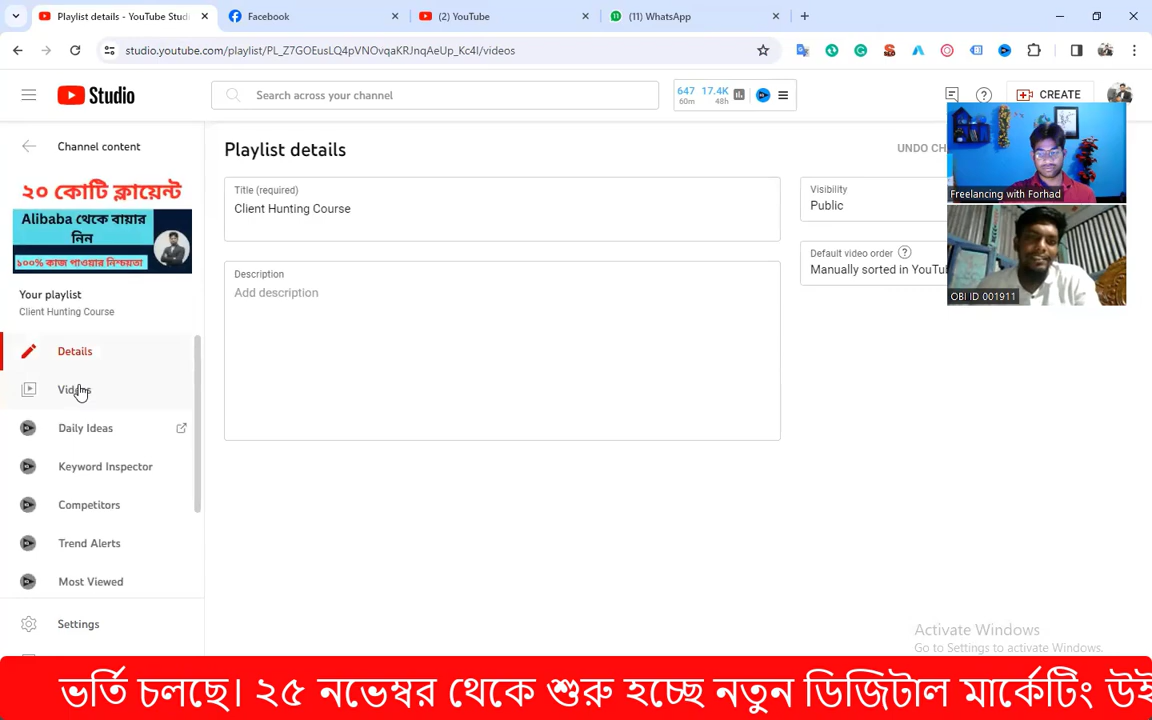 Playlist details - YouTube Studi
Facebook
(2) YouTube
(11) WhatsApp
studio.youtube.com/playlist/PL_Z7GOEusLQ4pVNOvqaKRJnqAeUp_Kc4l/videos
Studio
Search across your channel
647
60m
17.4K
48h
CREATE
Channel content
২০ কোটি ক্লায়েন্ট
Alibaba থেকে বায়ার
নিন
১০০% কাজ পাওয়ার নিশ্চয়তা
Your playlist
Client Hunting Course
Details
Videos
Daily Ideas
Keyword Inspector
Competitors
Trend Alerts
Most Viewed
Settings
Playlist details
UNDO CH
Title (required)
Client Hunting Course
Description
Add description
Visibility
Public
Default video order
Manually sorted in YouTu
Freelancing with Forhad
OBI ID 001911
Activate Windows
Go to Settings to activate Windows.
ভর্তি চলছে। ২৫ নভেম্বর থেকে শুরু হচ্ছে নতুন ডিজিটাল মার্কেটিং উই